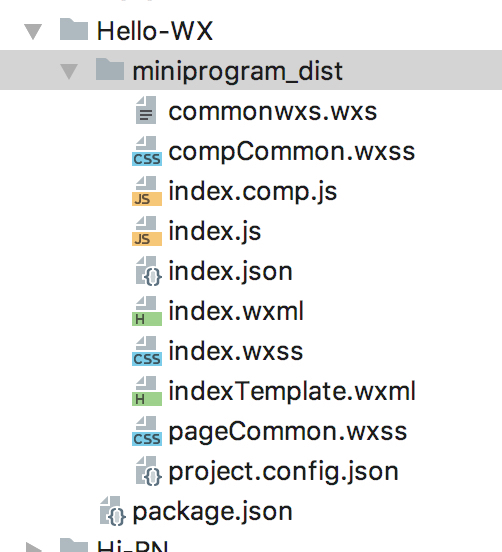 Hello-WX
miniprogram_dist
commonwxs.wxs
CSS compCommon.wxss
JS index.comp.js
JS index.js
{} index.json
H index.wxml
CSS index.wxss
H indexTemplate.wxml
CSS pageCommon.wxss
{} project.config.json
{} package.json